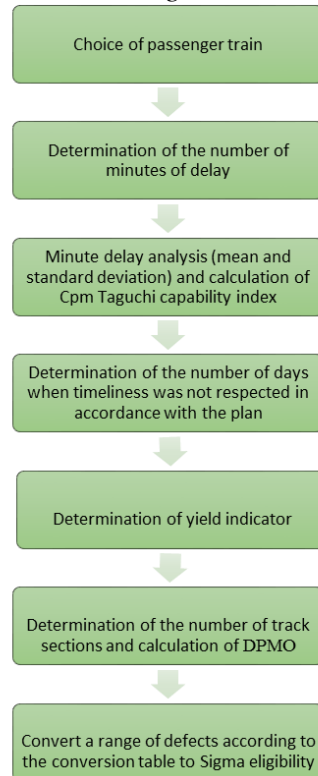 Choice of passenger train
Determination of the number of
minutes of delay
Minute delay analysis (mean and
standard deviation) and calculation of
Cpm Taguchi capability index
Determination of the number of days
when timeliness was not respected in
accordance with the plan
Determination of yield indicator
Determination of the number of track
sections and calculation of DPMO
Convert a range of defects according to
the conversion table to Sigma eligibility